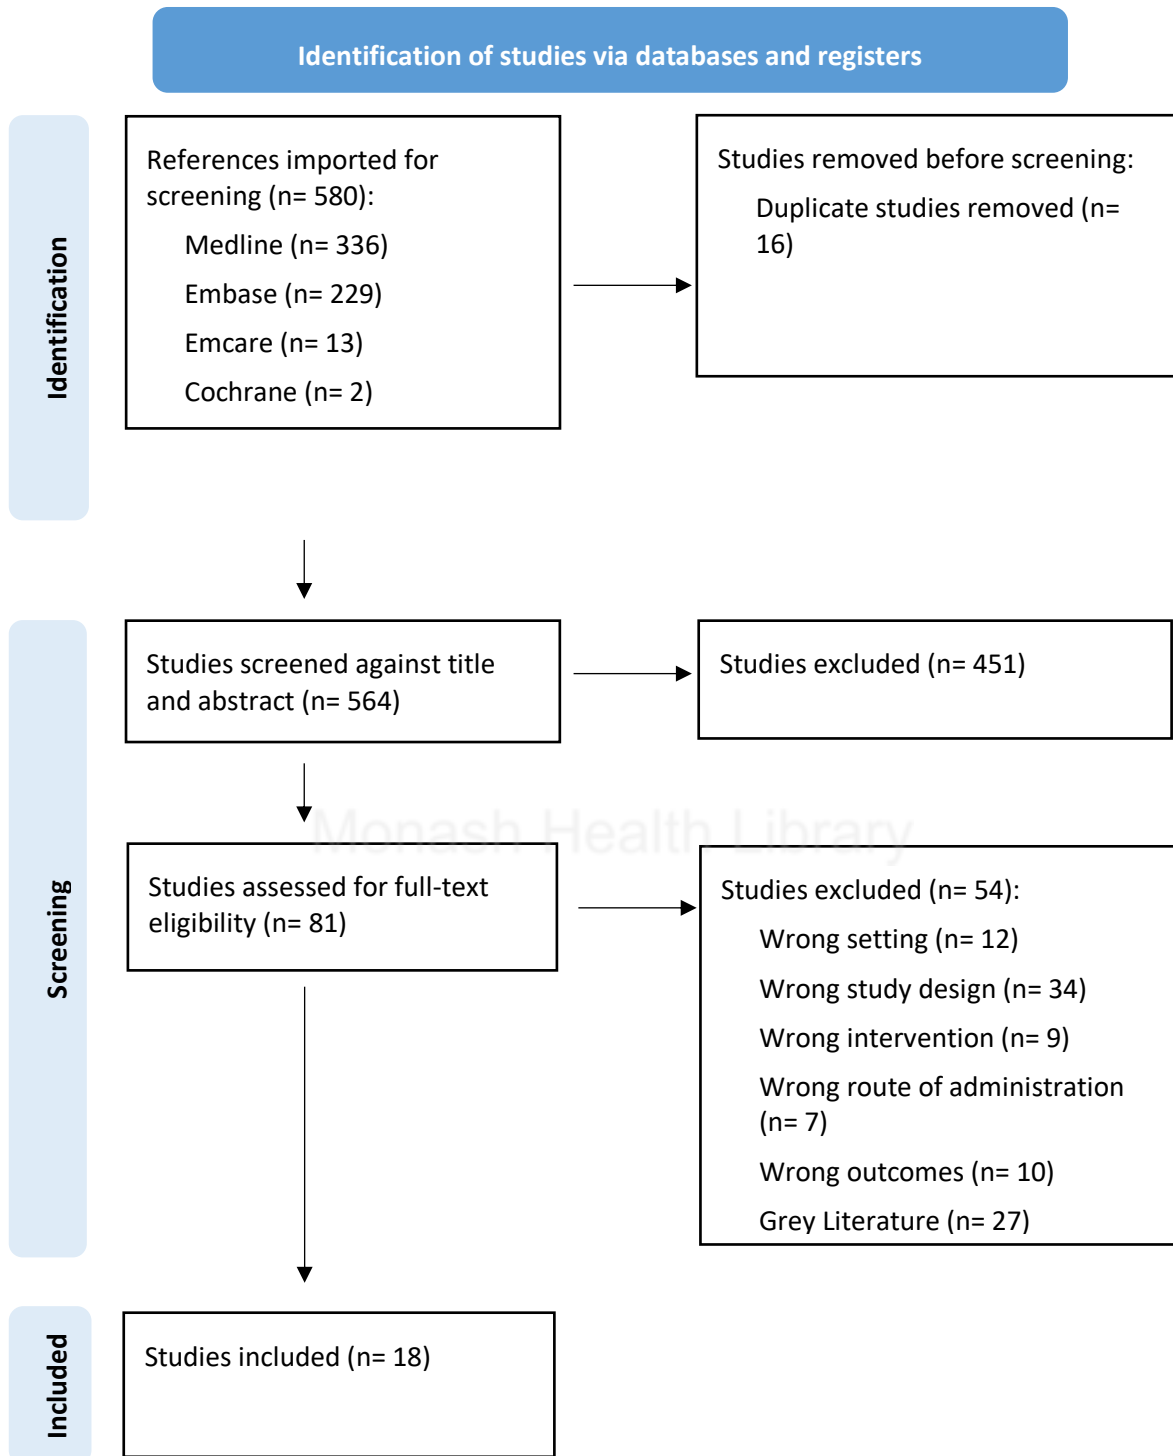 Identification of studies via databases and registers
Identification
References imported for
screening (n= 580):
Medline (n= 336)
Embase (n= 229)
Emcare (n= 13)
Cochrane (n= 2)
Studies removed before screening:
Duplicate studies removed (n=
16)
Screening
Studies screened against title
and abstract (n= 564)
Studies excluded (n= 451)
Monash Health Library
Studies assessed for full-text
eligibility (n= 81)
Studies excluded (n= 54):
Wrong setting (n= 12)
Wrong study design (n= 34)
Wrong intervention (n= 9)
Wrong route of administration
(n= 7)
Wrong outcomes (n= 10)
Grey Literature (n= 27)
Included
Studies included (n= 18)